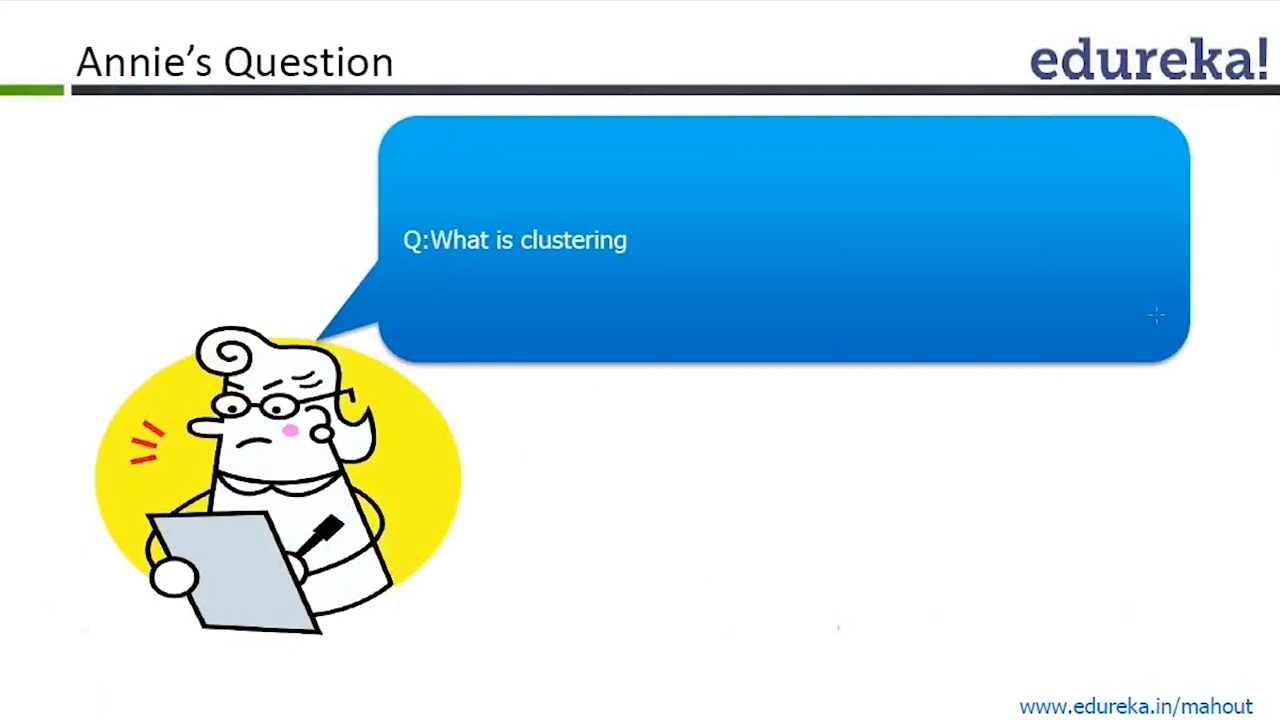 Annie’s Question
edureka!
Q:What is clustering
www.edureka.in/mahout